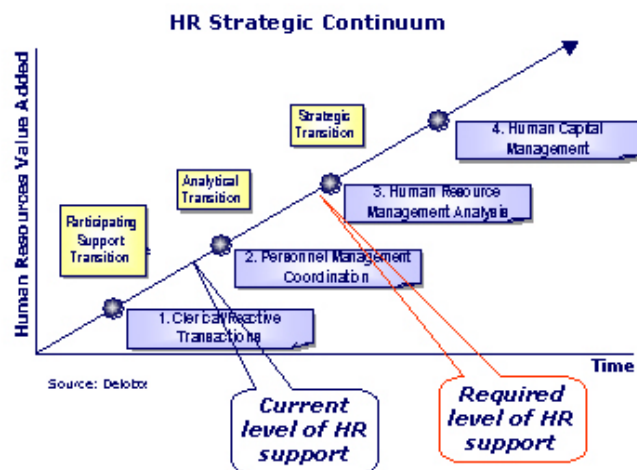 HR Strategic Continuum
Human Resources Value Added
Strategic
Transition
4. Human Capital
Management
Analytical
Transition
3. Human Resource
Management Analysis
Participating
Support
Transition
2. Personnel Management
Coordination
1. Clerical/Reactive
Transactions
Time
Source:
Current
level of HR
support
Required
level of HR
support